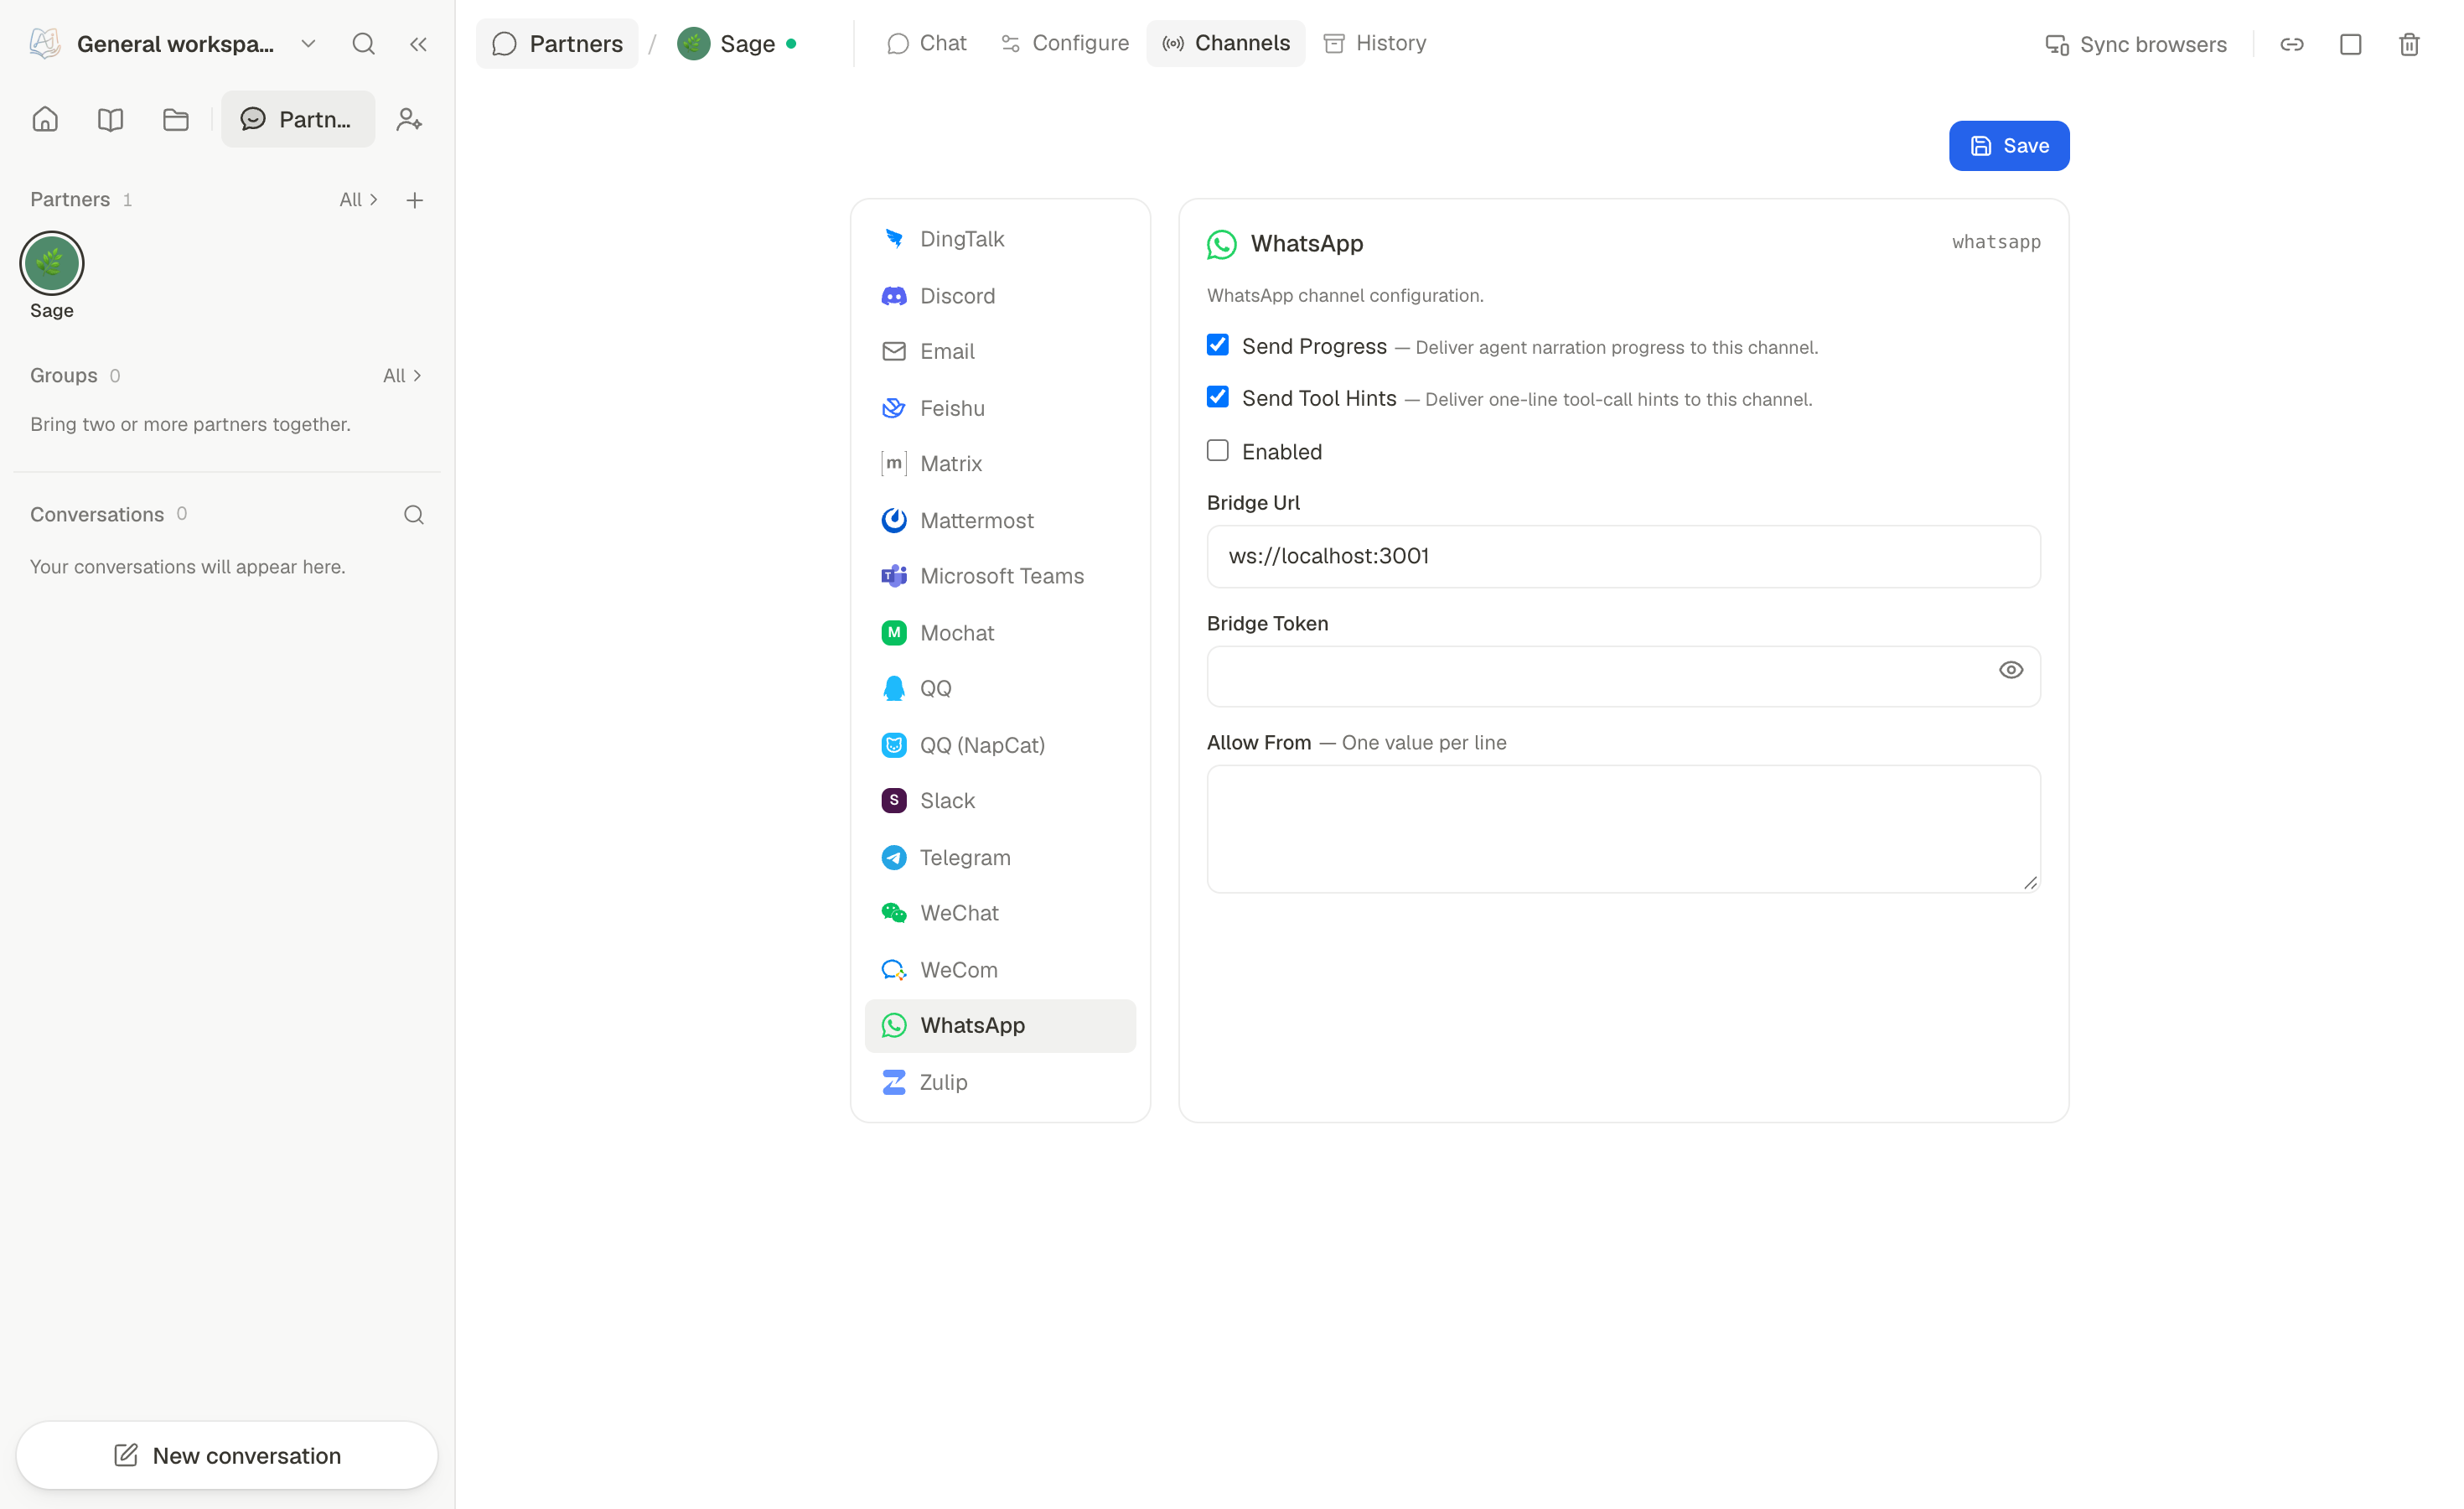 General workspa...
Partn...
Partners 1
All
Sage
Groups 0
All
Bring two or more partners together.
Conversations 0
Your conversations will appear here.
New conversation
Partners / Sage
Chat
Configure
Channels
History
Sync browsers
Save
DingTalk
Discord
Email
Feishu
[m] Matrix
Mattermost
T Microsoft Teams
M Mochat
QQ
QQ (NapCat)
S Slack
Telegram
WeChat
WeCom
WhatsApp
Zulip
WhatsApp
whatsapp
WhatsApp channel configuration.
Send Progress — Deliver agent narration progress to this channel.
Send Tool Hints — Deliver one-line tool-call hints to this channel.
Enabled
Bridge Url
ws://localhost:3001
Bridge Token
Allow From — One value per line